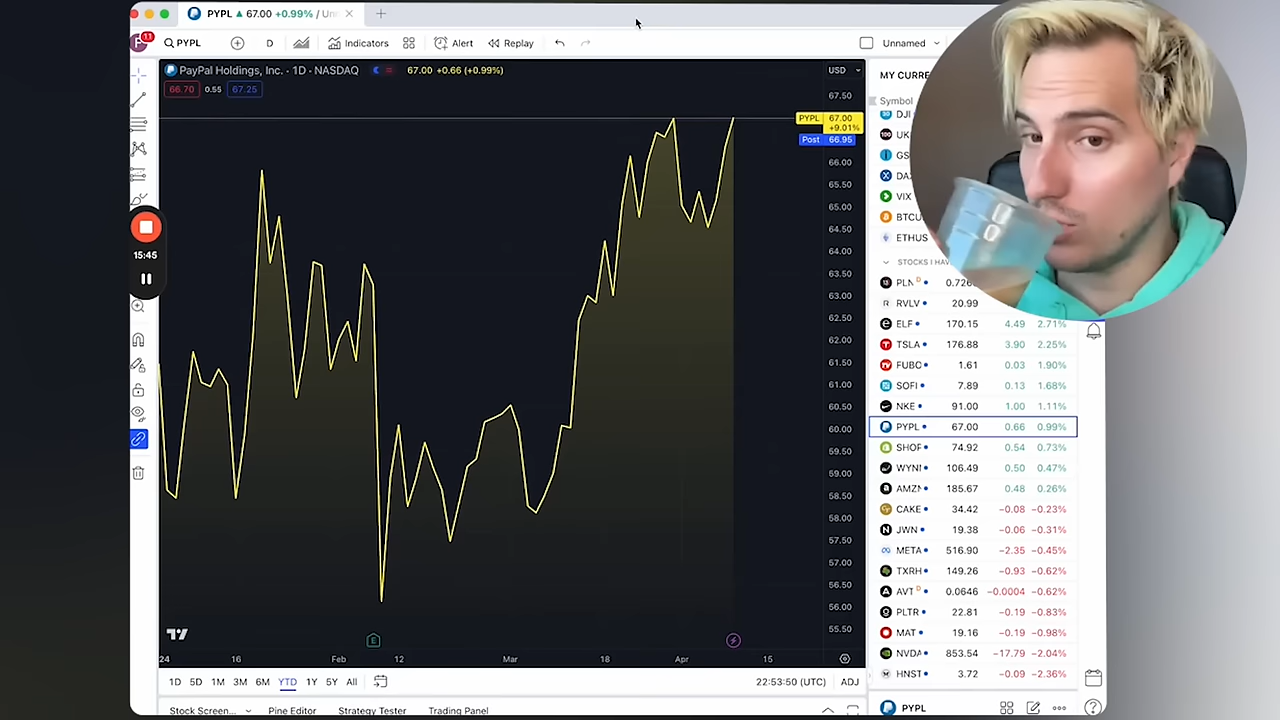 PYPL ▲ 67.00 +0.99% / Un
11
PYPL
D
Indicators
Alert
Replay
Unnamed
PayPal Holdings, Inc. · 1D · NASDAQ
67.00 +0.66 (+0.99%)
66.70 0.55 67.25
USD
67.50
PYPL 67.00
+9.01%
Post 66.95
66.00
65.50
65.00
64.50
64.00
63.50
63.00
62.50
62.00
61.50
61.00
60.50
60.00
59.50
59.00
58.50
58.00
57.50
57.00
56.50
56.00
55.50
15:45
E
24 16 Feb 12 Mar 18 Apr 15
1D 5D 1M 3M 6M YTD 1Y 5Y All
22:53:50 (UTC) ADJ
Stock Screen... Pine Editor Strategy Tester Trading Panel
MY CURRE
Symbol
DJI
UK
GS
DAX
VIX
BTCU
ETHUS
STOCKS I HAV
PLN D 0.726
RVLV 20.99
ELF 170.15 4.49 2.71%
TSLA 176.88 3.90 2.25%
FUBO 1.61 0.03 1.90%
SOFI 7.89 0.13 1.68%
NKE 91.00 1.00 1.11%
PYPL 67.00 0.66 0.99%
SHOP 74.92 0.54 0.73%
WYNN 106.49 0.50 0.47%
AMZN 185.67 0.48 0.26%
CAKE 34.42 −0.08 −0.23%
JWN 19.38 −0.06 −0.31%
META 516.90 −2.35 −0.45%
TXRH 149.26 −0.93 −0.62%
AVT D 0.0646 −0.0004 −0.62%
PLTR 22.81 −0.19 −0.83%
MAT 19.16 −0.19 −0.98%
NVDA 853.54 −17.79 −2.04%
HNST 3.72 −0.09 −2.36%
PYPL